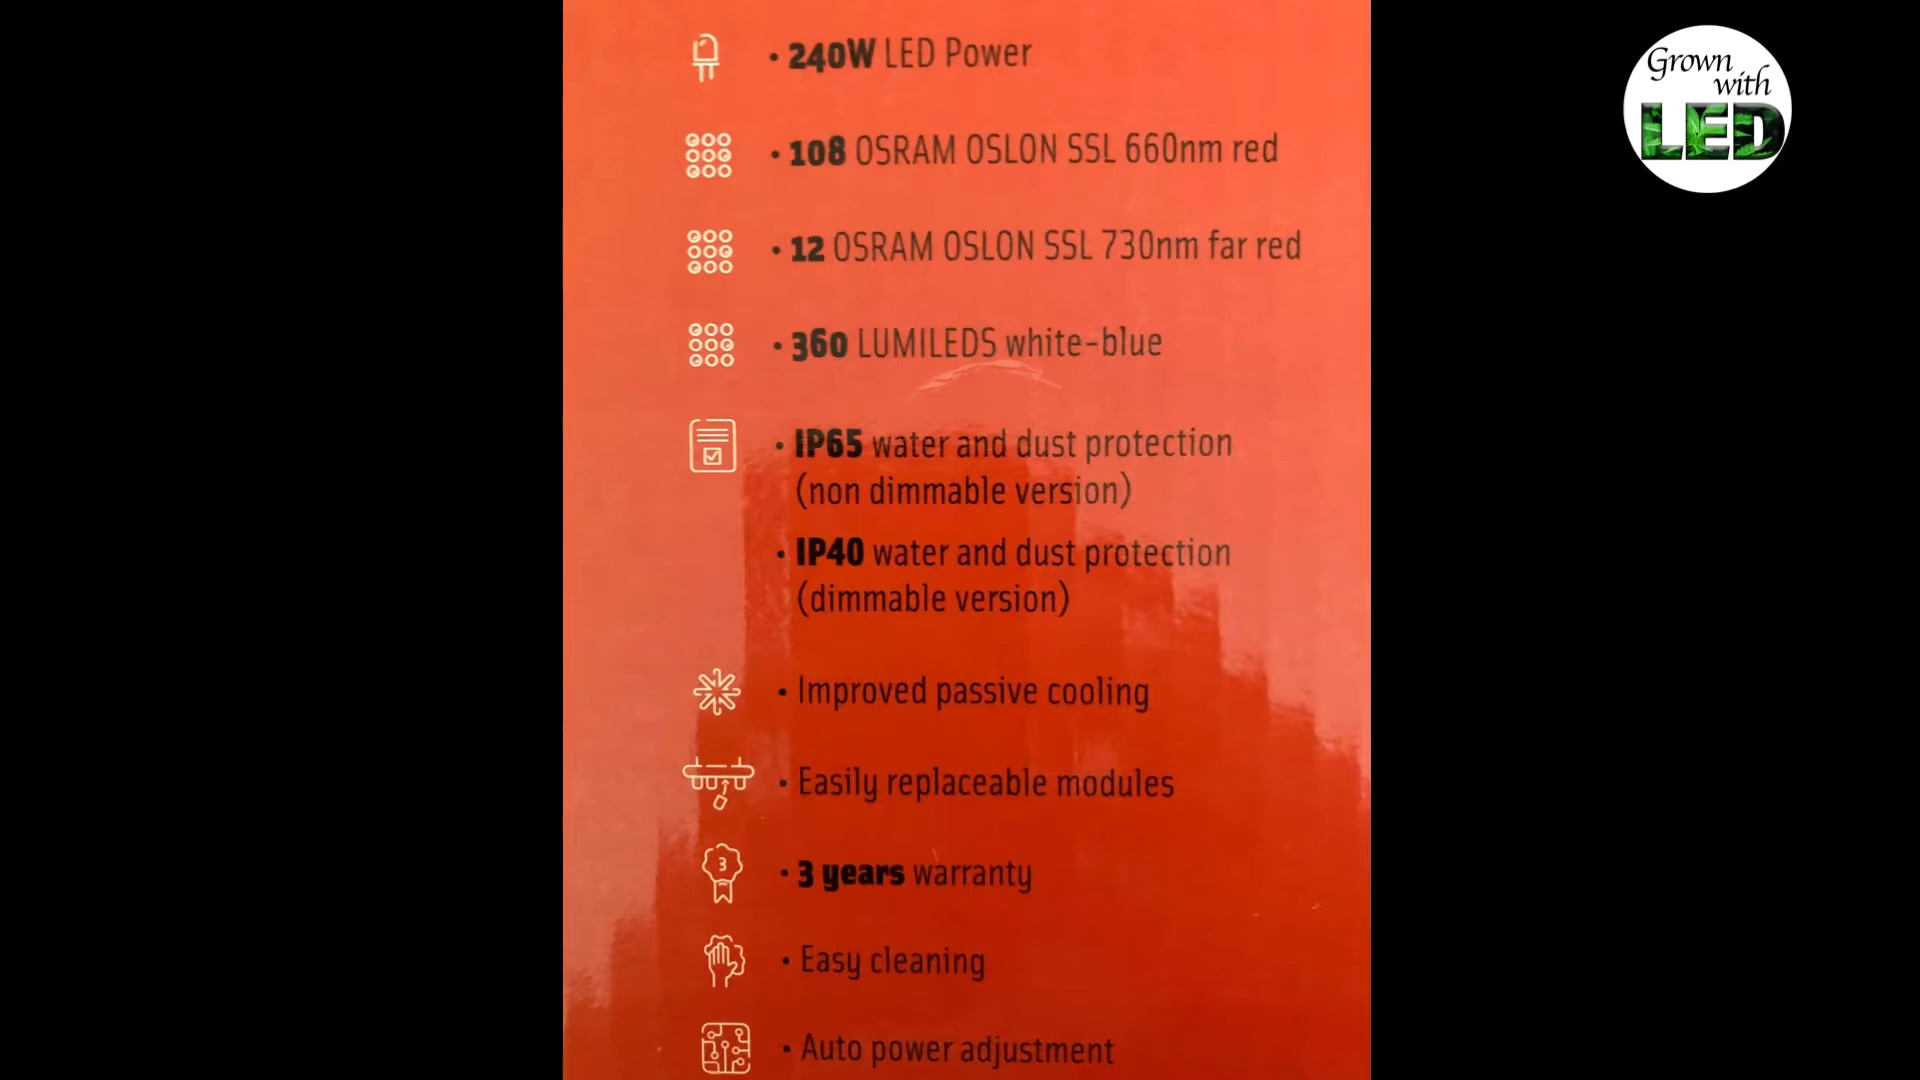 Grown
with
LED
• 240W LED Power
• 108 OSRAM OSLON SSL 660nm red
• 12 OSRAM OSLON SSL 730nm far red
• 360 LUMILEDS white-blue
• IP65 water and dust protection
(non dimmable version)
• IP40 water and dust protection
(dimmable version)
• Improved passive cooling
• Easily replaceable modules
3
• 3 years warranty
• Easy cleaning
• Auto power adjustment